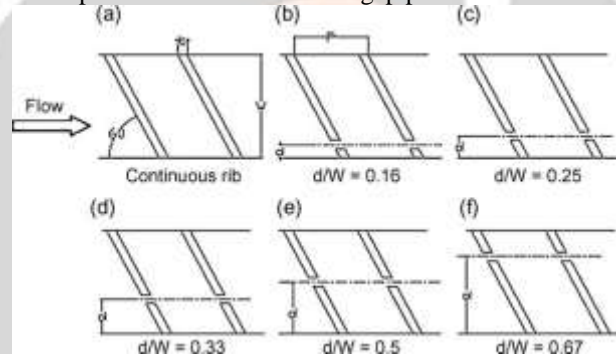 (a) (b) (c)
P
Flow
W
60
d d
Continuous rib d/W = 0.16 d/W = 0.25
(d) (e) (f)
d d d
d/W = 0.33 d/W = 0.5 d/W = 0.67